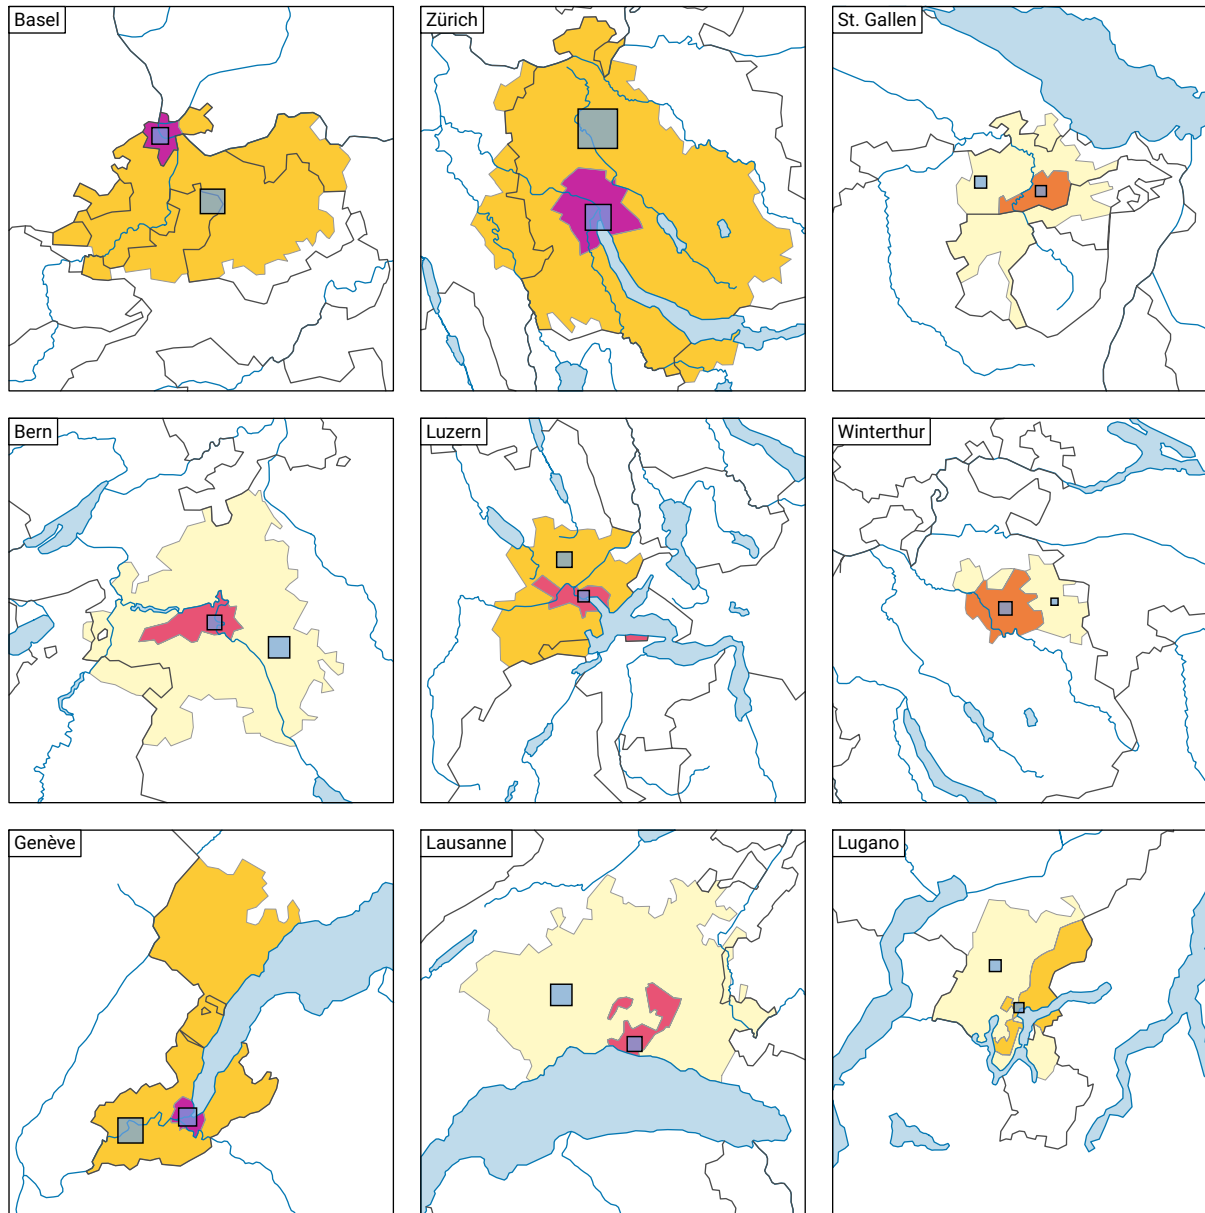 Basel
Zürich
St. Gallen
Bern
Luzern
Winterthur
Genève
Lausanne
Lugano